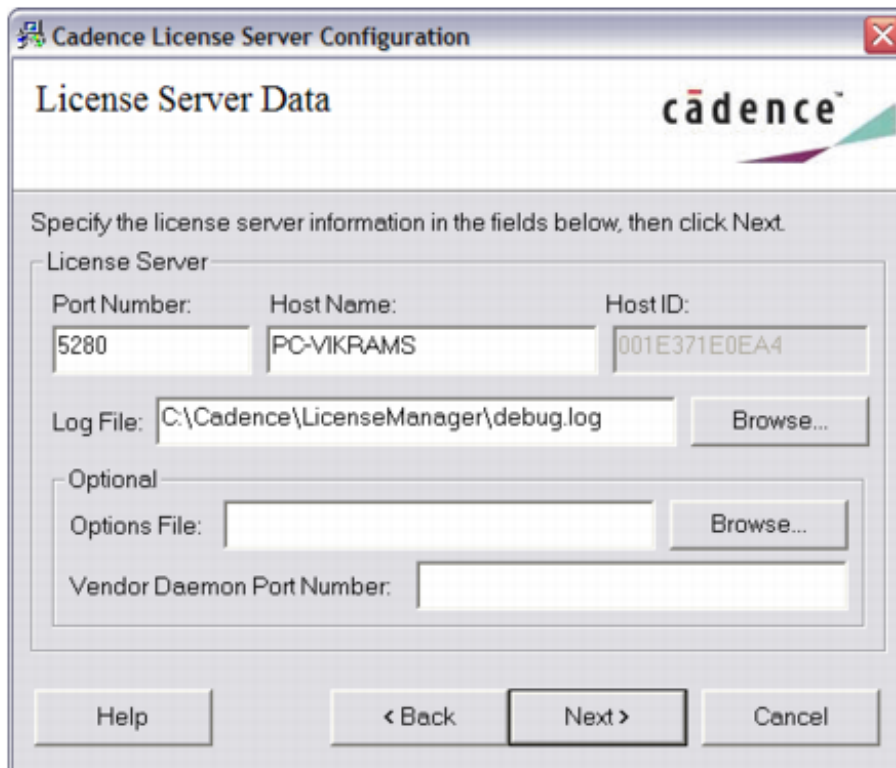 Cadence License Server Configuration
License Server Data
cādence™
Specify the license server information in the fields below, then click Next.
License Server
Port Number: Host Name: Host ID:
5280 PC-VIKRAMS 001E371E0EA4
Log File: C:\Cadence\LicenseManager\debug.log Browse...
Optional
Options File: Browse...
Vendor Daemon Port Number:
Help < Back Next > Cancel